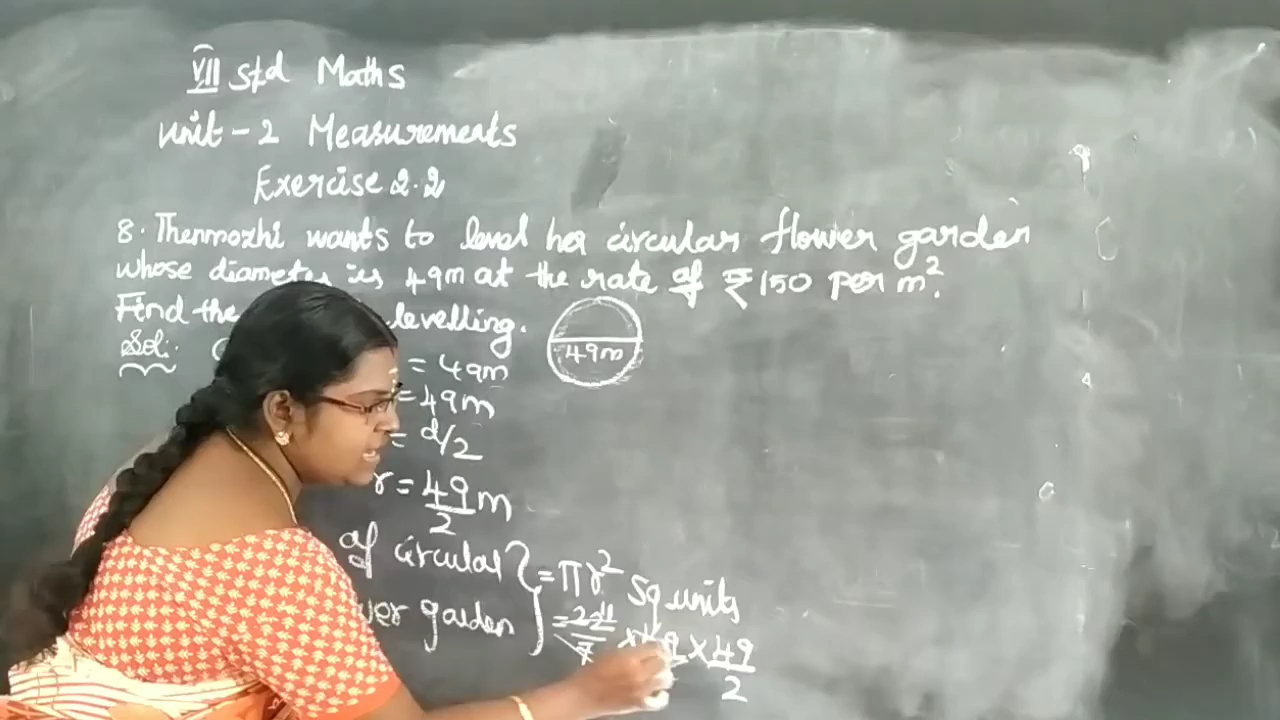 VII Std Maths
Unit - 2 Measurements
Exercise 2.2
8. Thenmozhi wants to level her circular flower garden
whose diameter is 49m at the rate of ₹150 per m².
Find the levelling.
49m
Sol:
= 49m
= 49m
= d/2
r = 49/2 m
of circular
garden } = πr² sq units
= 22/7 × 49/2